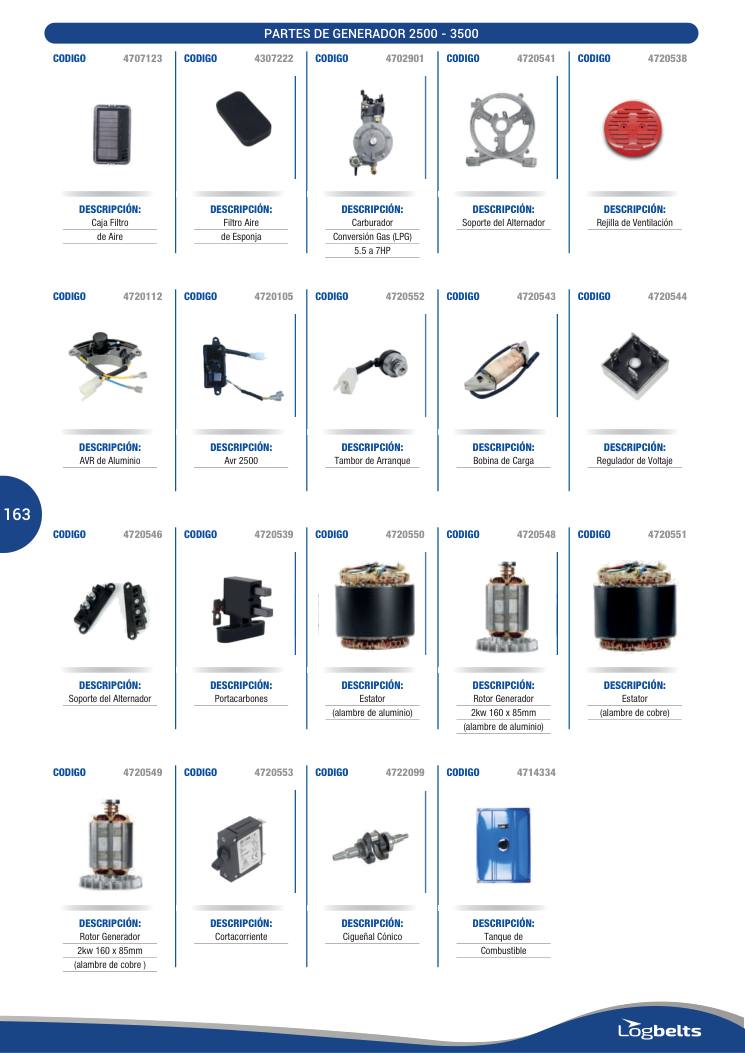 PARTES DE GENERADOR 2500 - 3500
CODIGO 4707123
CODIGO 4307222
CODIGO 4702901
CODIGO 4720541
CODIGO 4720538
DESCRIPCIÓN:
Caja Filtro
de Aire
DESCRIPCIÓN:
Filtro Aire
de Esponja
DESCRIPCIÓN:
Carburador
Conversión Gas (LPG)
5.5 a 7HP
DESCRIPCIÓN:
Soporte del Alternador
DESCRIPCIÓN:
Rejilla de Ventilación
CODIGO 4720112
CODIGO 4720105
CODIGO 4720552
CODIGO 4720543
CODIGO 4720544
DESCRIPCIÓN:
AVR de Aluminio
DESCRIPCIÓN:
Avr 2500
DESCRIPCIÓN:
Tambor de Arranque
DESCRIPCIÓN:
Bobina de Carga
DESCRIPCIÓN:
Regulador de Voltaje
163
CODIGO 4720546
CODIGO 4720539
CODIGO 4720550
CODIGO 4720548
CODIGO 4720551
DESCRIPCIÓN:
Soporte del Alternador
DESCRIPCIÓN:
Portacarbones
DESCRIPCIÓN:
Estator
(alambre de aluminio)
DESCRIPCIÓN:
Rotor Generador
2kw 160 x 85mm
(alambre de aluminio)
DESCRIPCIÓN:
Estator
(alambre de cobre)
CODIGO 4720549
CODIGO 4720553
CODIGO 4722099
CODIGO 4714334
DESCRIPCIÓN:
Rotor Generador
2kw 160 x 85mm
(alambre de cobre )
DESCRIPCIÓN:
Cortacorriente
DESCRIPCIÓN:
Cigueñal Cónico
DESCRIPCIÓN:
Tanque de
Combustible
Logbelts